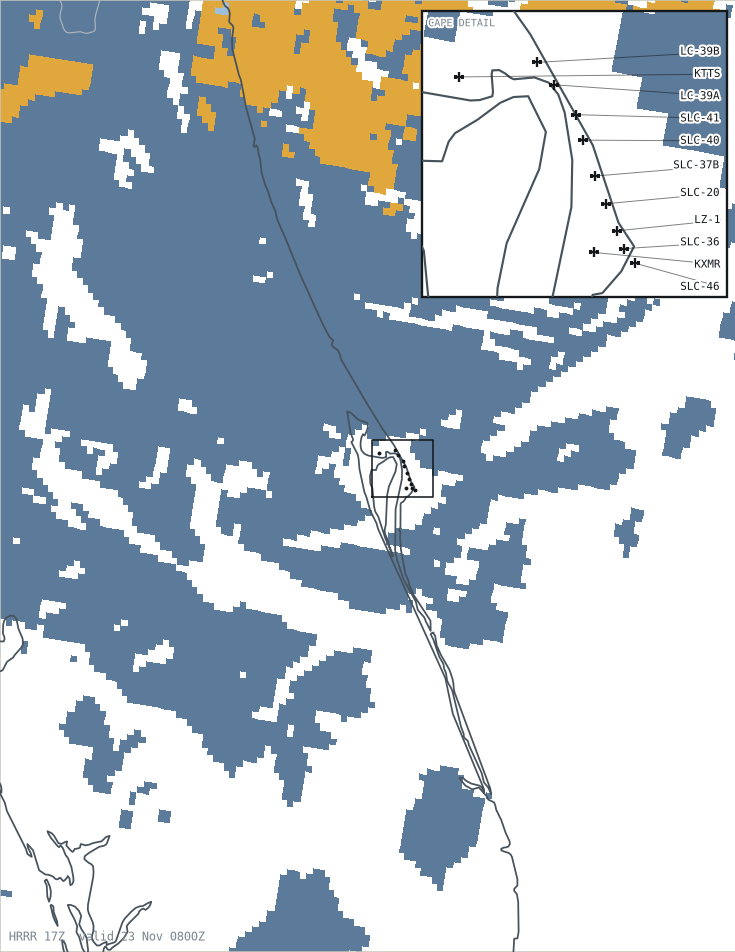 CAPE DETAIL
LC-39B
KTTS
LC-39A
SLC-41
SLC-40
SLC-37B
SLC-20
LZ-1
SLC-36
KXMR
SLC-46
HRRR 17Z valid 23 Nov 0800Z